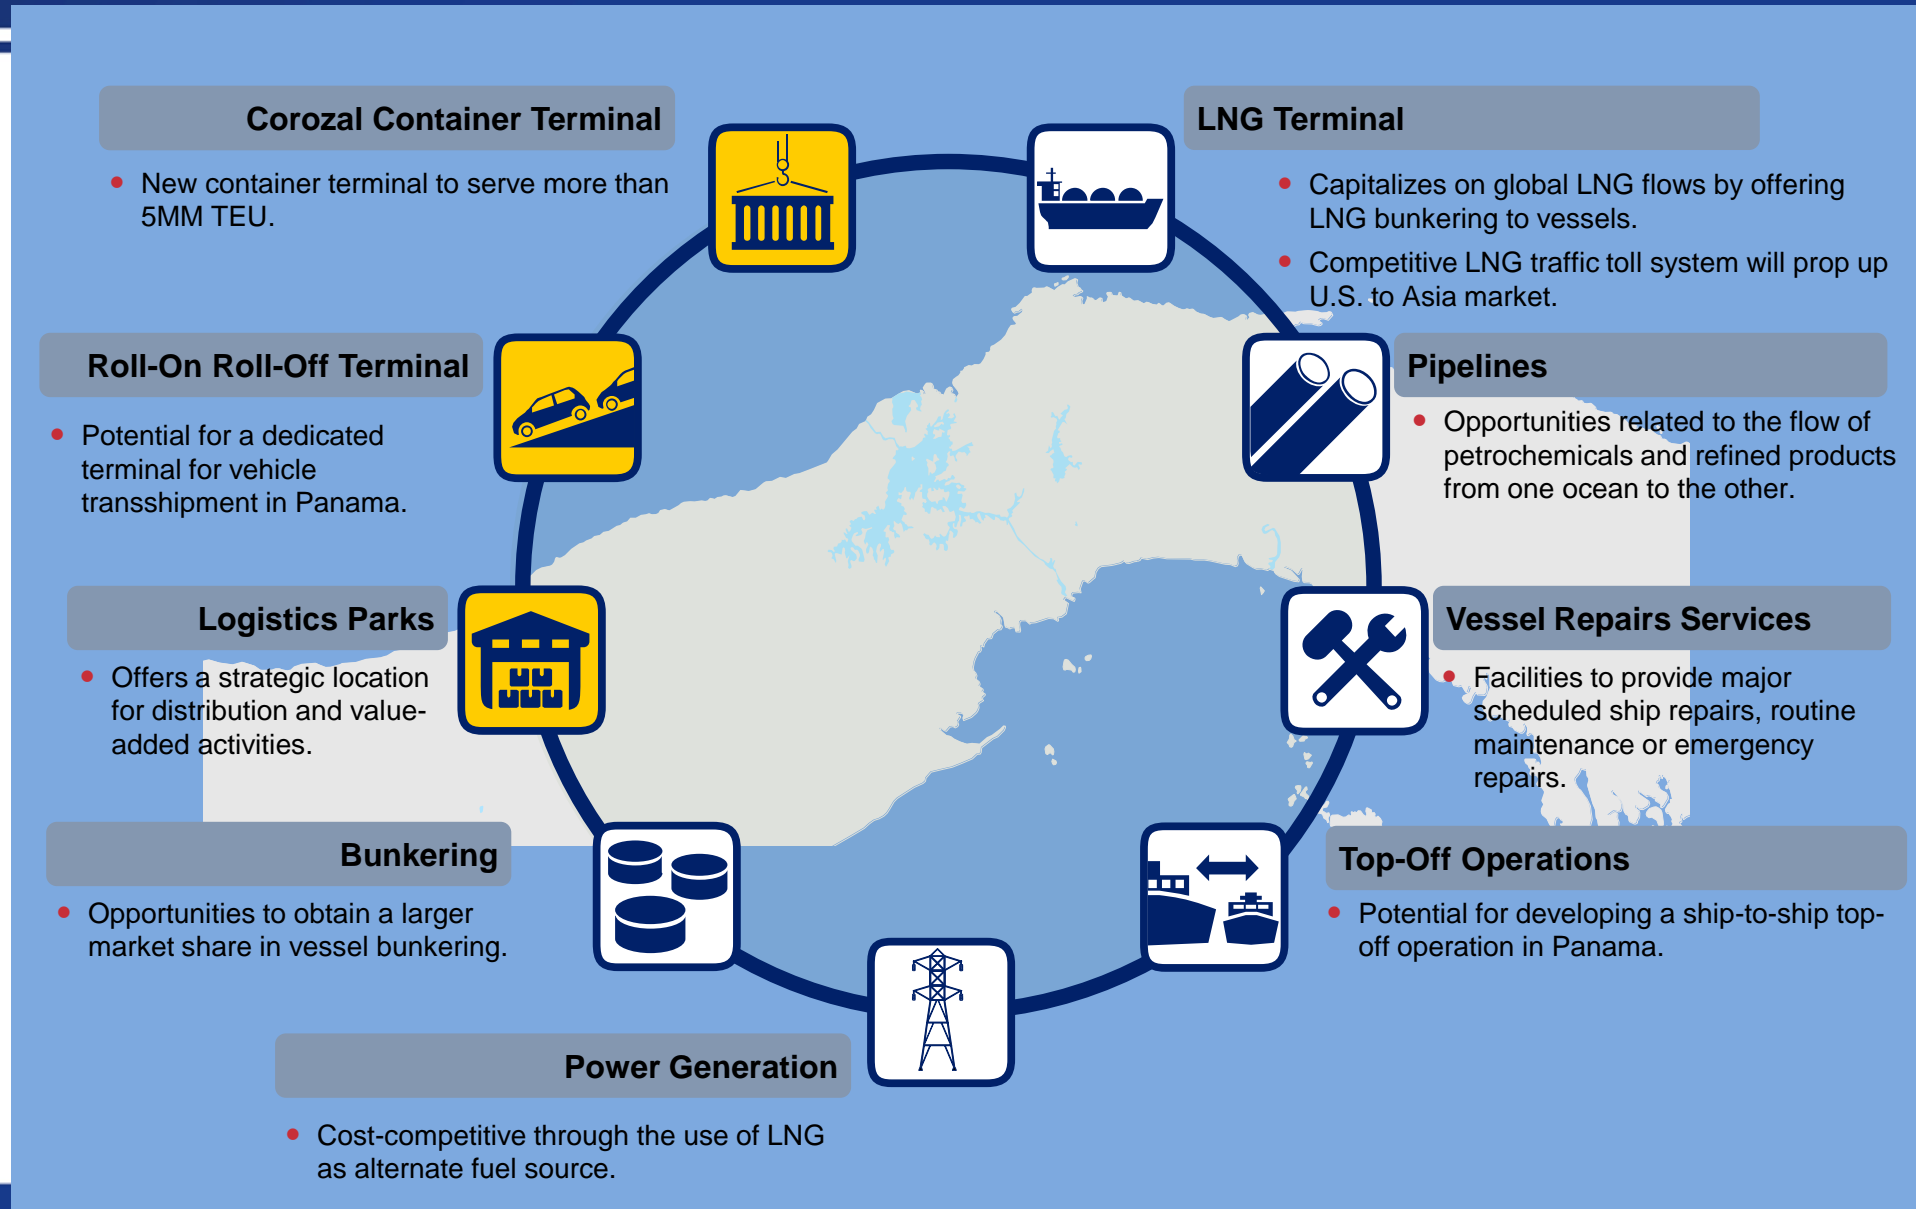 Corozal Container Terminal
• New container terminal to serve more than
5MM TEU.
LNG Terminal
• Capitalizes on global LNG flows by offering
LNG bunkering to vessels.
• Competitive LNG traffic toll system will prop up
U.S. to Asia market.
Roll-On Roll-Off Terminal
• Potential for a dedicated
terminal for vehicle
transshipment in Panama.
Pipelines
• Opportunities related to the flow of
petrochemicals and refined products
from one ocean to the other.
Logistics Parks
• Offers a strategic location
for distribution and value-
added activities.
Vessel Repairs Services
• Facilities to provide major
scheduled ship repairs, routine
maintenance or emergency
repairs.
Bunkering
• Opportunities to obtain a larger
market share in vessel bunkering.
Top-Off Operations
• Potential for developing a ship-to-ship top-
off operation in Panama.
Power Generation
• Cost-competitive through the use of LNG
as alternate fuel source.